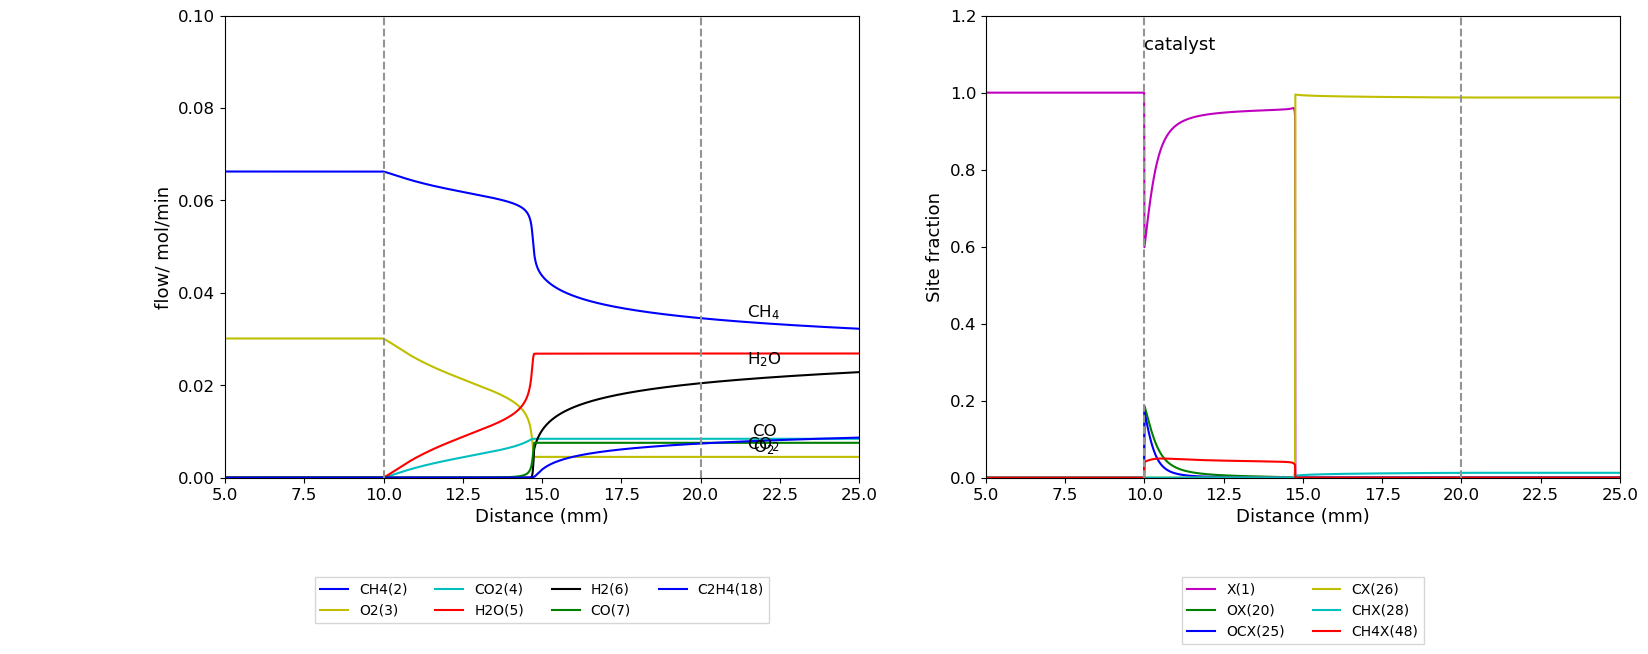 0.10
0.08
0.06
0.04
0.02
0.00
flow/ mol/min
CH₄
H₂O
CO
CO₂
O₂
5.0 7.5 10.0 12.5 15.0 17.5 20.0 22.5 25.0
Distance (mm)
CH4(2) CO2(4) H2(6) C2H4(18)
O2(3) H2O(5) CO(7)
1.2
1.0
0.8
0.6
0.4
0.2
0.0
Site fraction
catalyst
5.0 7.5 10.0 12.5 15.0 17.5 20.0 22.5 25.0
Distance (mm)
X(1) CX(26)
OX(20) CHX(28)
OCX(25) CH4X(48)